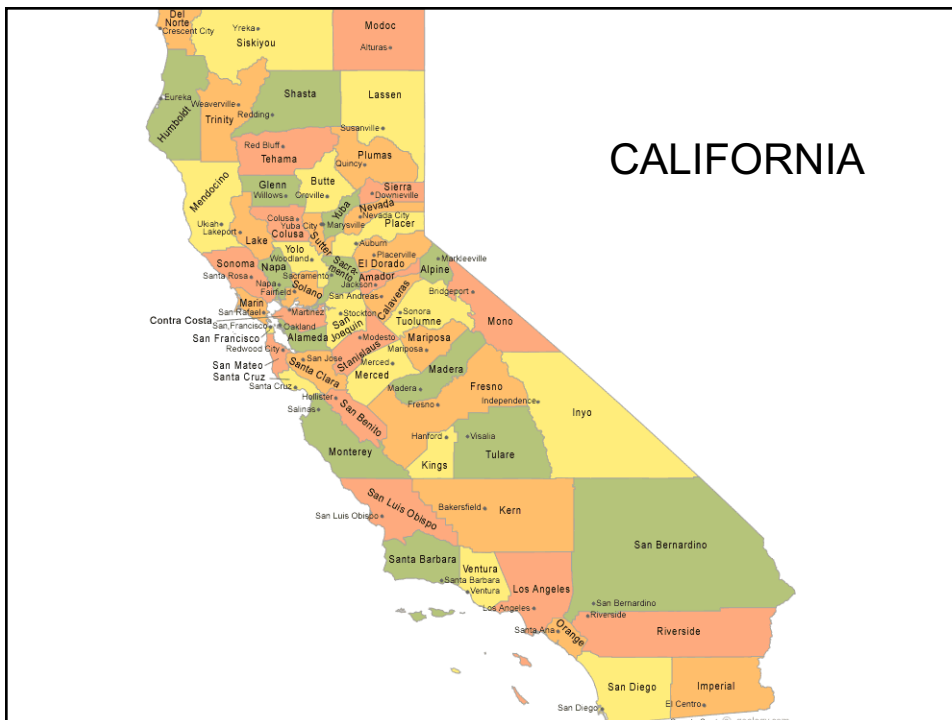 Del
Norte
Crescent City
Yreka
Siskiyou
Modoc
Alturas
Eureka
Humboldt
Weaverville
Trinity
Shasta
Redding
Lassen
Susanville
CALIFORNIA
Red Bluff
Tehama
Plumas
Quincy
Mendocino
Ukiah
Glenn
Willows
Butte
Oroville
Sierra
Downieville
Nevada
Nevada City
Yuba
Marysville
Placer
Auburn
Colusa
Colusa
Yuba City
Sutter
Lakeport
Lake
Yolo
Woodland
Sacra-
mento
Sacramento
Placerville
El Dorado
Amador
Jackson
Alpine
Markleeville
Sonoma
Santa Rosa
Napa
Napa
Fairfield
Solano
San Andreas
Calaveras
Bridgeport
Mono
Marin
San Rafael
Martinez
Contra Costa
San Francisco
San Francisco
Oakland
Alameda
Stockton
San
Joaquin
Sonora
Tuolumne
Redwood City
San Mateo
Santa Cruz
Santa Cruz
San Jose
Santa Clara
Modesto
Stanislaus
Mariposa
Mariposa
Merced
Merced
Madera
Madera
Fresno
Fresno
Independence
Inyo
Hollister
Salinas
San Benito
Monterey
Hanford
Kings
Visalia
Tulare
San Luis Obispo
San Luis Obispo
Bakersfield
Kern
San Bernardino
San Bernardino
Santa Barbara
Santa Barbara
Ventura
Ventura
Los Angeles
Los Angeles
Riverside
Riverside
Santa Ana
Orange
San Diego
San Diego
Imperial
El Centro